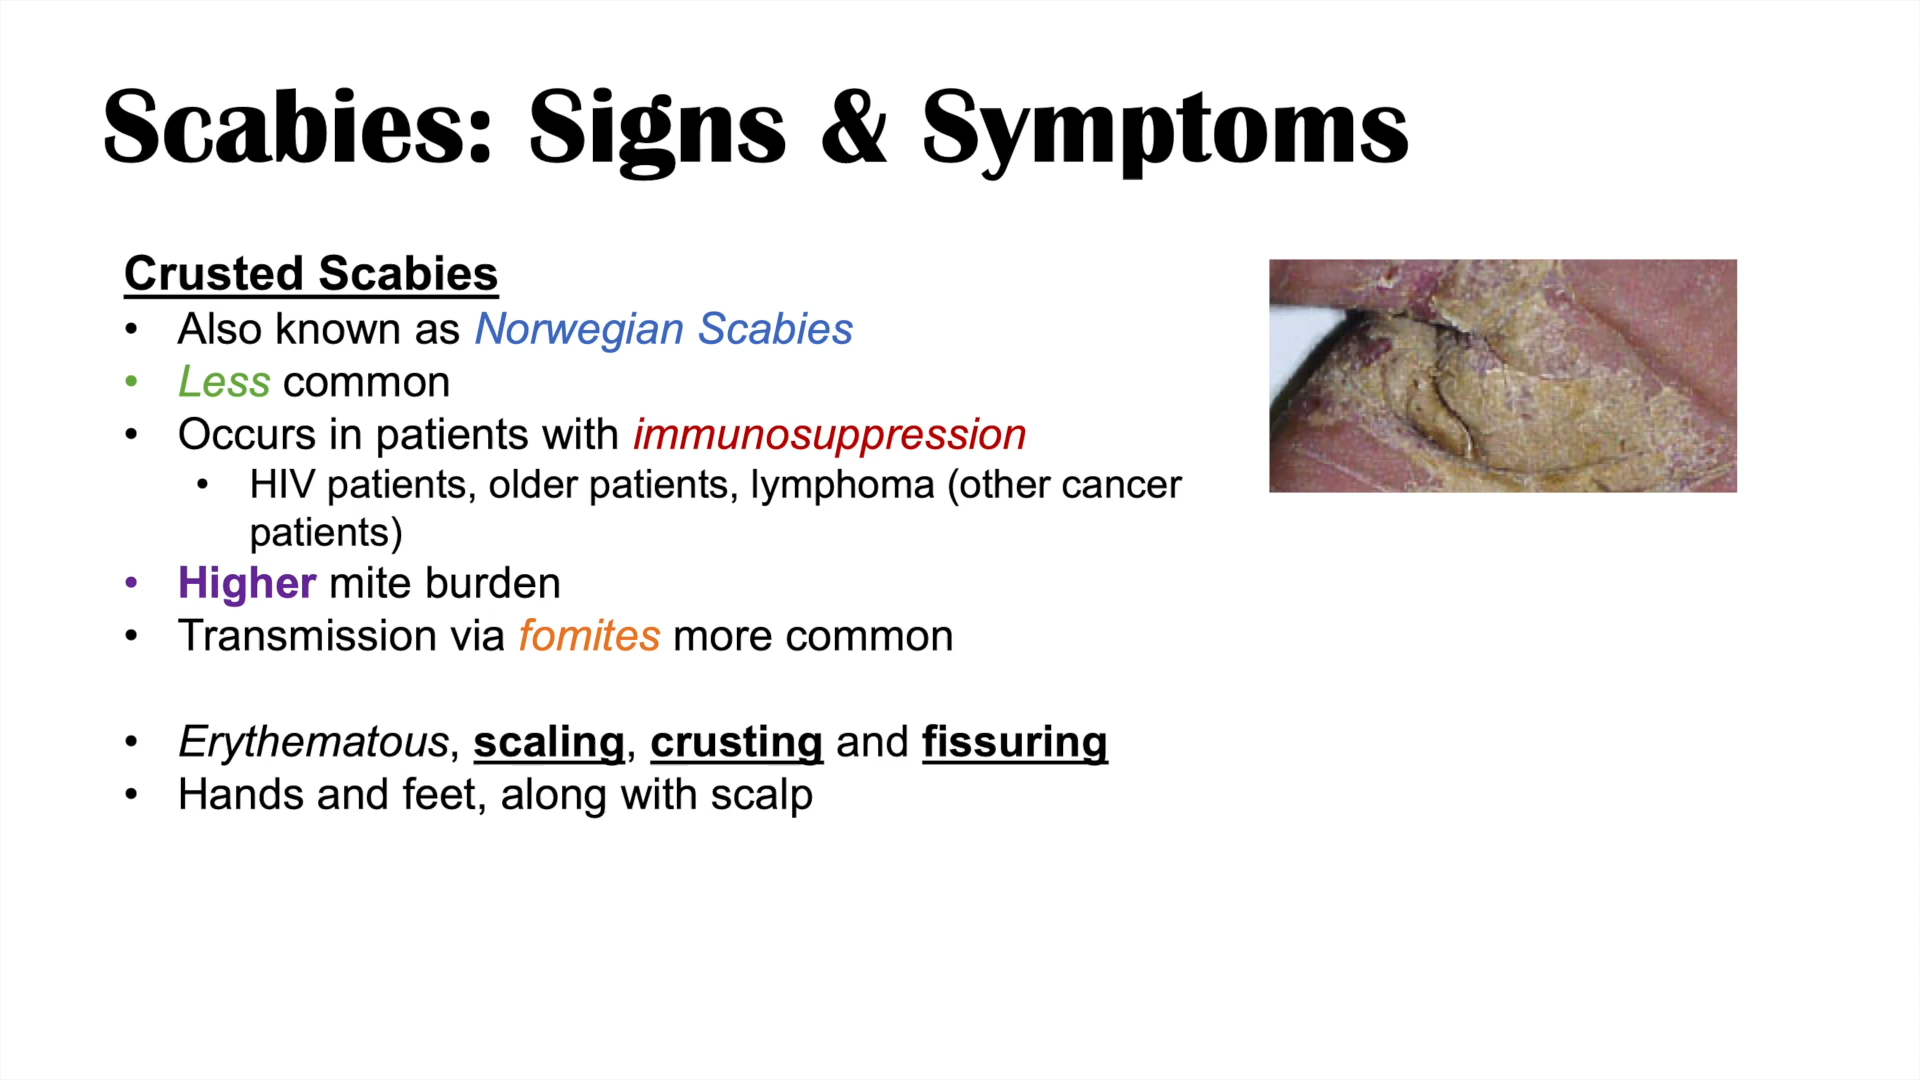 Scabies: Signs & Symptoms
Crusted Scabies
• Also known as Norwegian Scabies
• Less common
• Occurs in patients with immunosuppression
• HIV patients, older patients, lymphoma (other cancer
patients)
• Higher mite burden
• Transmission via fomites more common
• Erythematous, scaling, crusting and fissuring
• Hands and feet, along with scalp